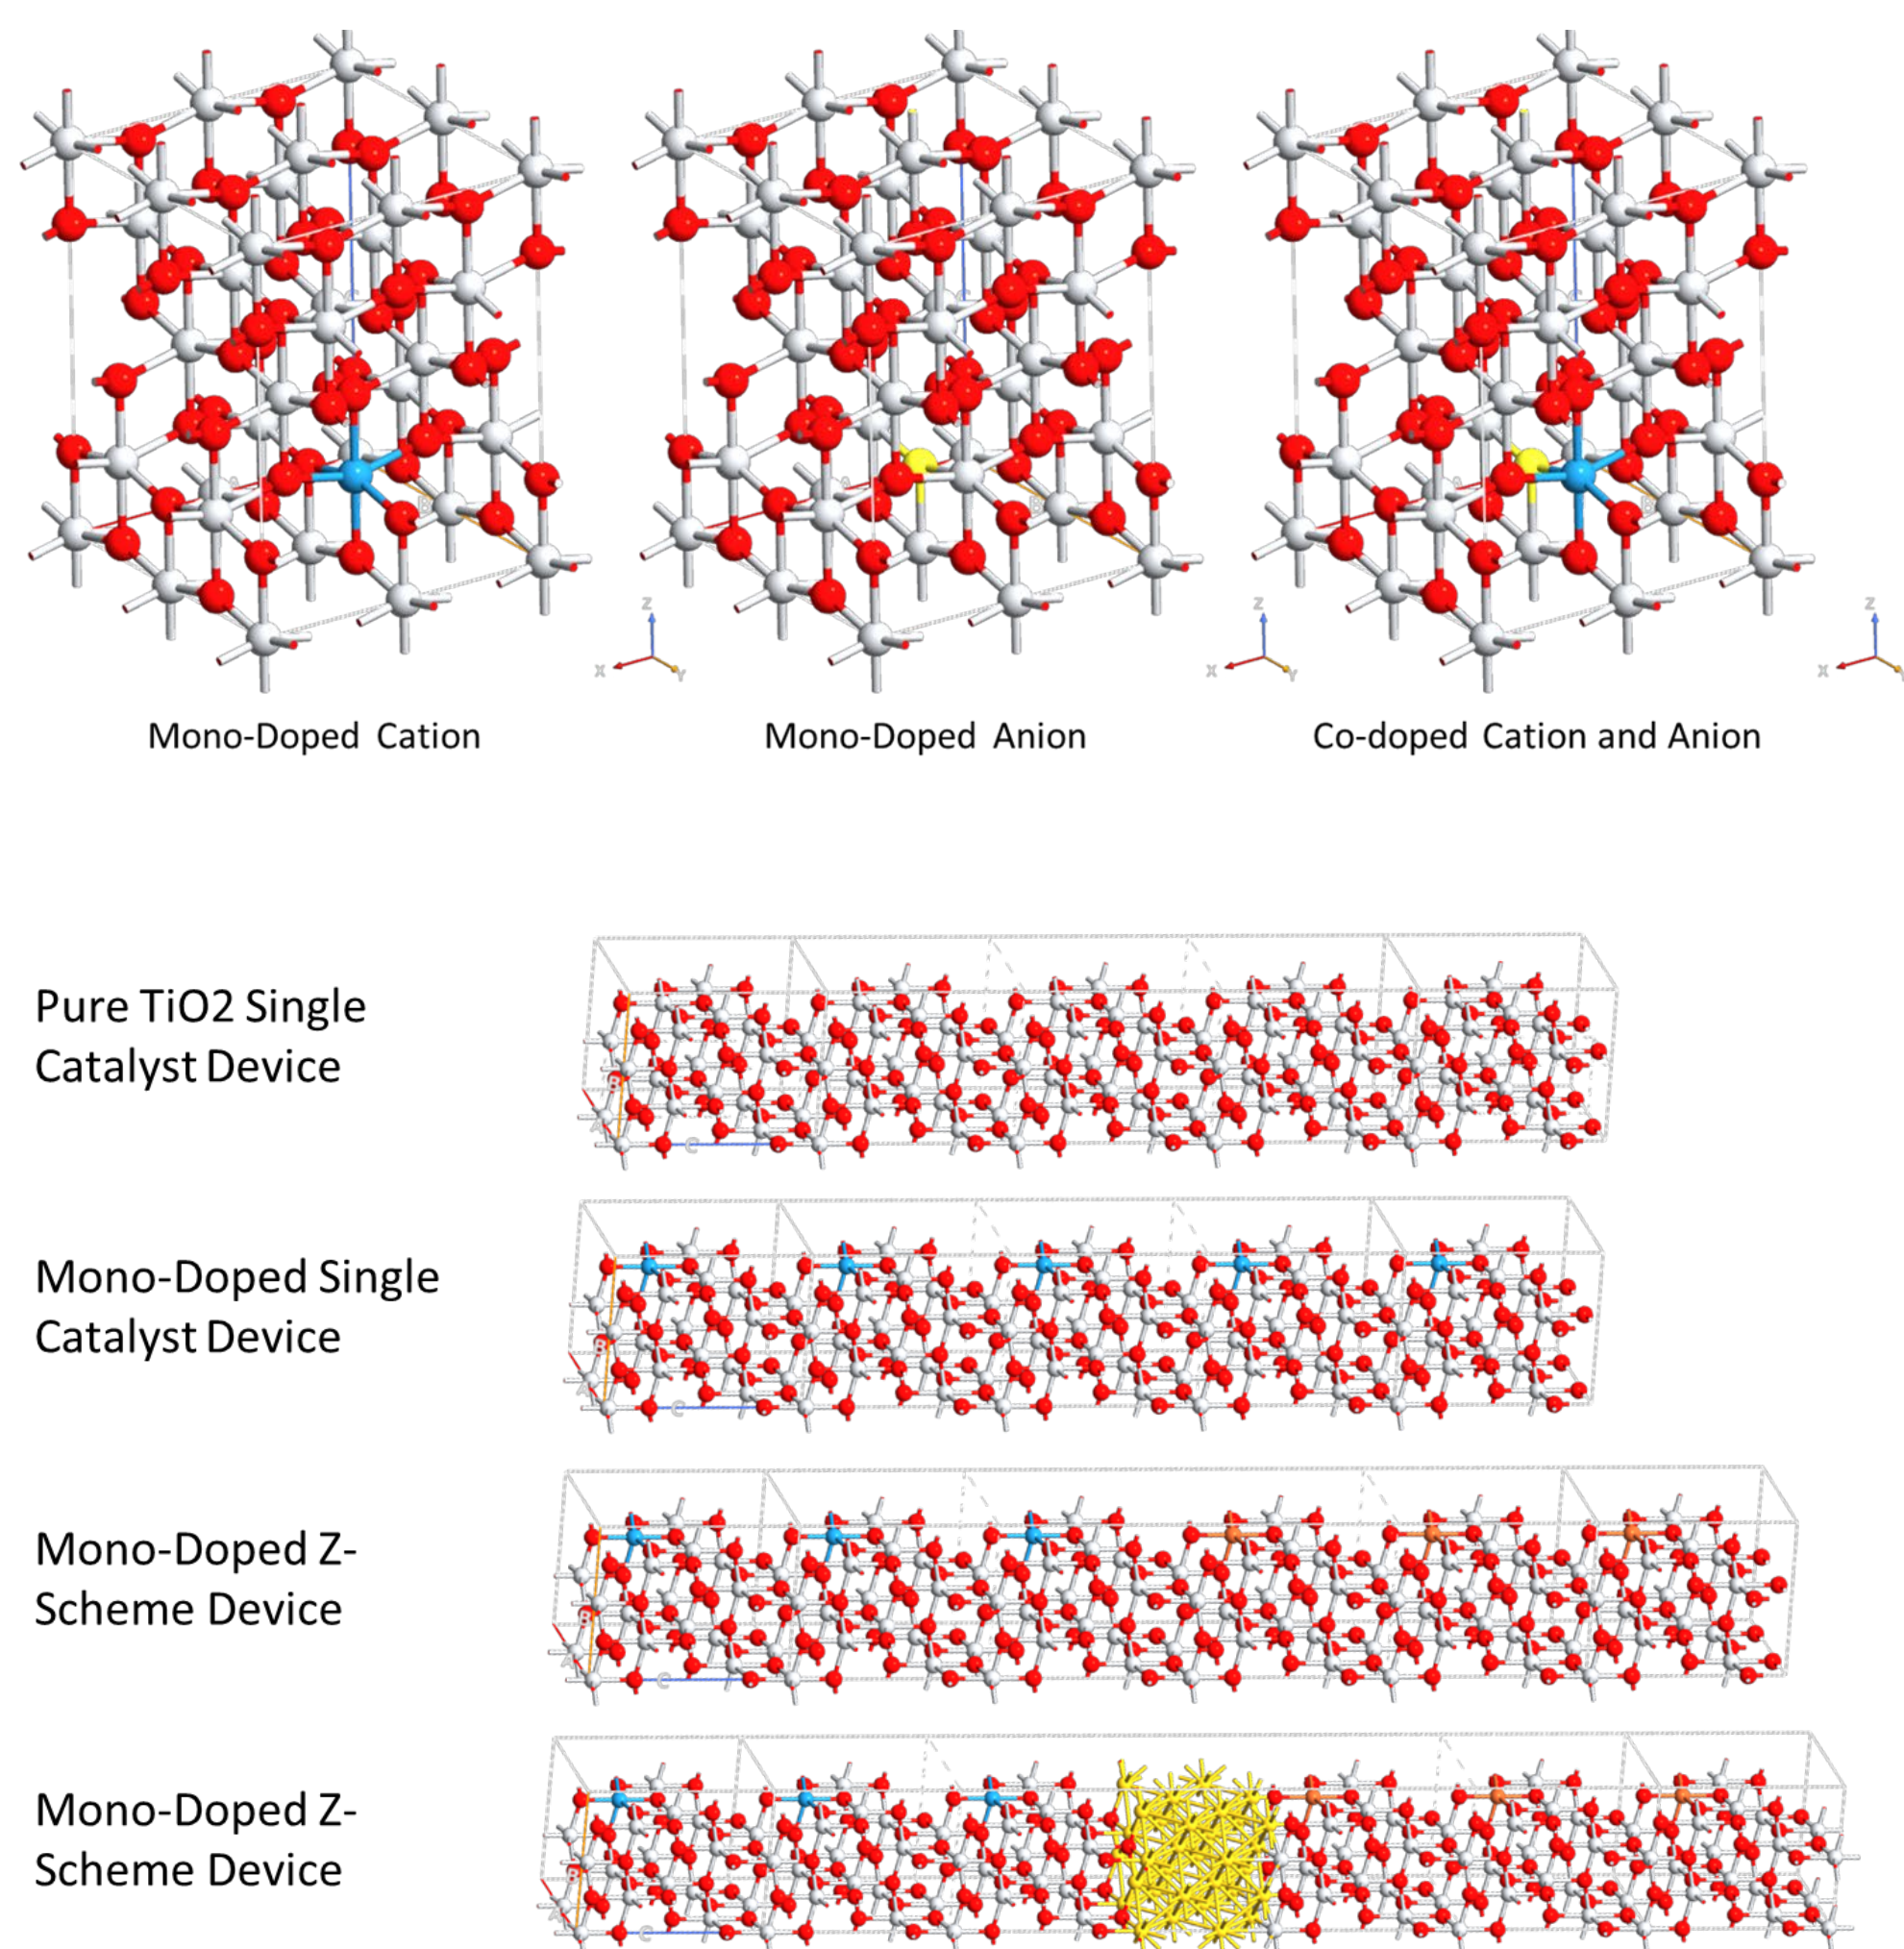 Z
X
Y
Z
X
Y
Z
X
Y
Mono-Doped Cation
Mono-Doped Anion
Co-doped Cation and Anion
Pure TiO2 Single
Catalyst Device
B
A
C
Mono-Doped Single
Catalyst Device
B
A
C
Mono-Doped Z-
Scheme Device
B
A
C
Mono-Doped Z-
Scheme Device
B
A
C